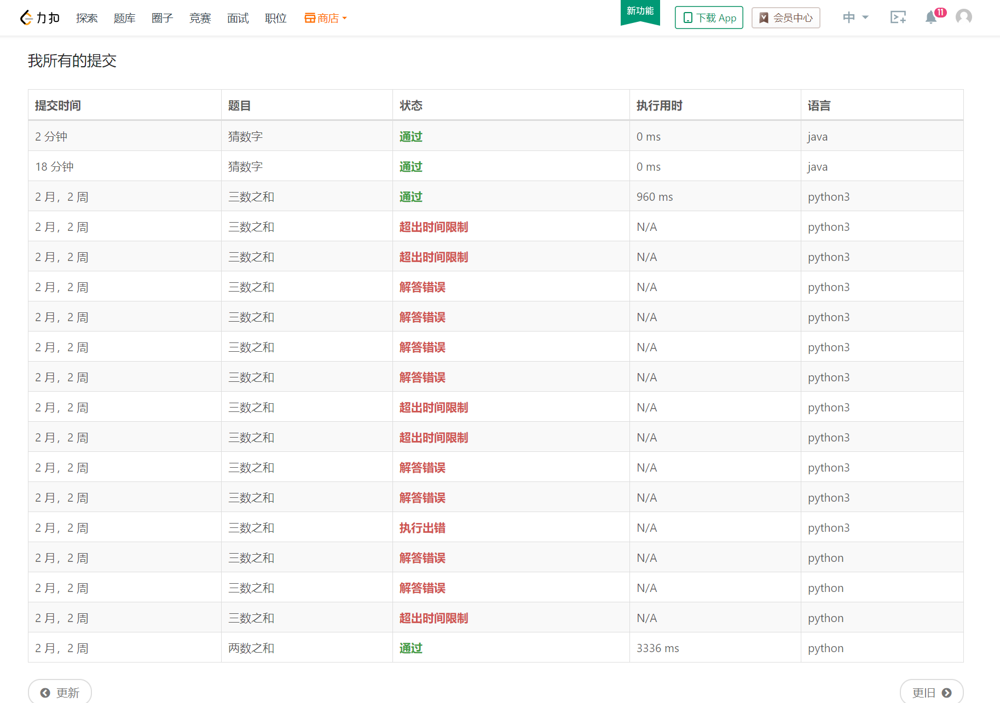 力扣 探索 题库 圈子 竞赛 面试 职位 商店 新功能 下载 App 会员中心 中 11
我所有的提交
提交时间 题目 状态 执行用时 语言
2 分钟 猜数字 通过 0 ms java
18 分钟 猜数字 通过 0 ms java
2 月，2 周 三数之和 通过 960 ms python3
2 月，2 周 三数之和 超出时间限制 N/A python3
2 月，2 周 三数之和 超出时间限制 N/A python3
2 月，2 周 三数之和 解答错误 N/A python3
2 月，2 周 三数之和 解答错误 N/A python3
2 月，2 周 三数之和 解答错误 N/A python3
2 月，2 周 三数之和 解答错误 N/A python3
2 月，2 周 三数之和 超出时间限制 N/A python3
2 月，2 周 三数之和 超出时间限制 N/A python3
2 月，2 周 三数之和 解答错误 N/A python3
2 月，2 周 三数之和 解答错误 N/A python3
2 月，2 周 三数之和 执行出错 N/A python3
2 月，2 周 三数之和 解答错误 N/A python
2 月，2 周 三数之和 解答错误 N/A python
2 月，2 周 三数之和 超出时间限制 N/A python
2 月，2 周 两数之和 通过 3336 ms python
更新 更旧